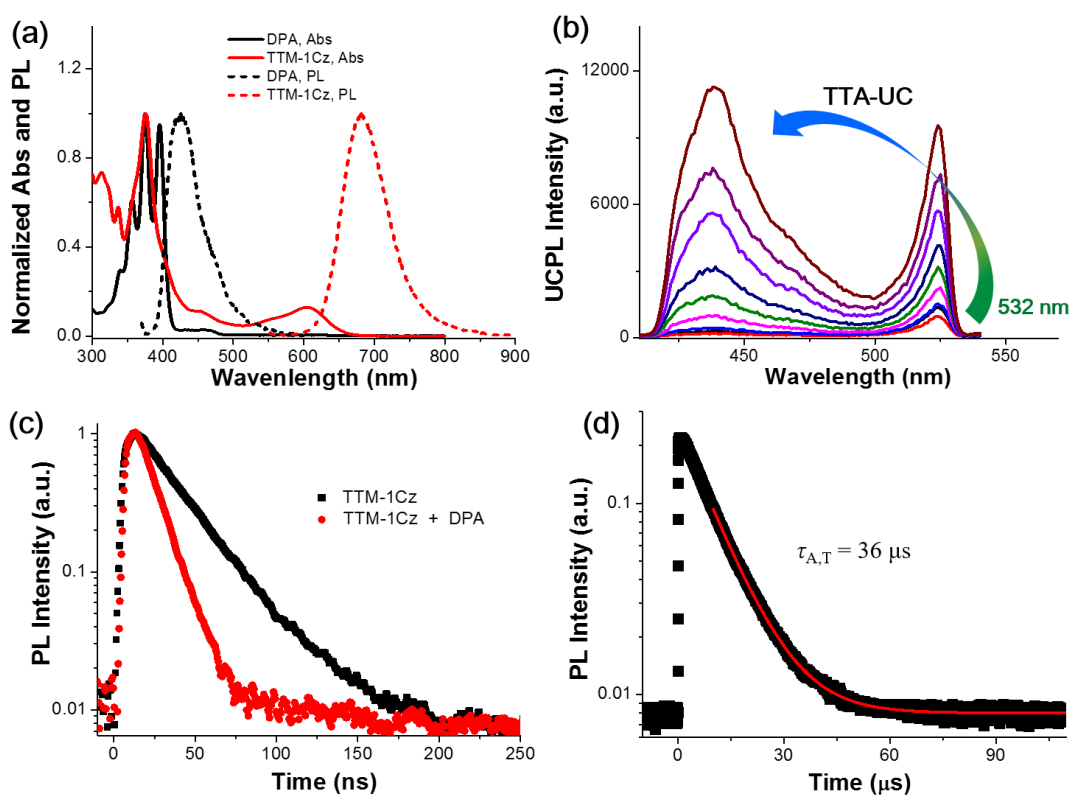 (a)
DPA, Abs
TTM-1Cz, Abs
DPA, PL
TTM-1Cz, PL
Normalized Abs and PL
1.2
0.8
0.4
0.0
300 400 500 600 700 800 900
Wavenlength (nm)
(b)
TTA-UC
532 nm
UCPL Intensity (a.u.)
12000
6000
0
450 500 550
Wavelength (nm)
(c)
TTM-1Cz
TTM-1Cz + DPA
PL Intensity (a.u.)
1
0.1
0.01
0 50 100 150 200 250
Time (ns)
(d)
τA,T = 36 μs
PL Intensity (a.u.)
0.1
0.01
0 30 60 90
Time (μs)